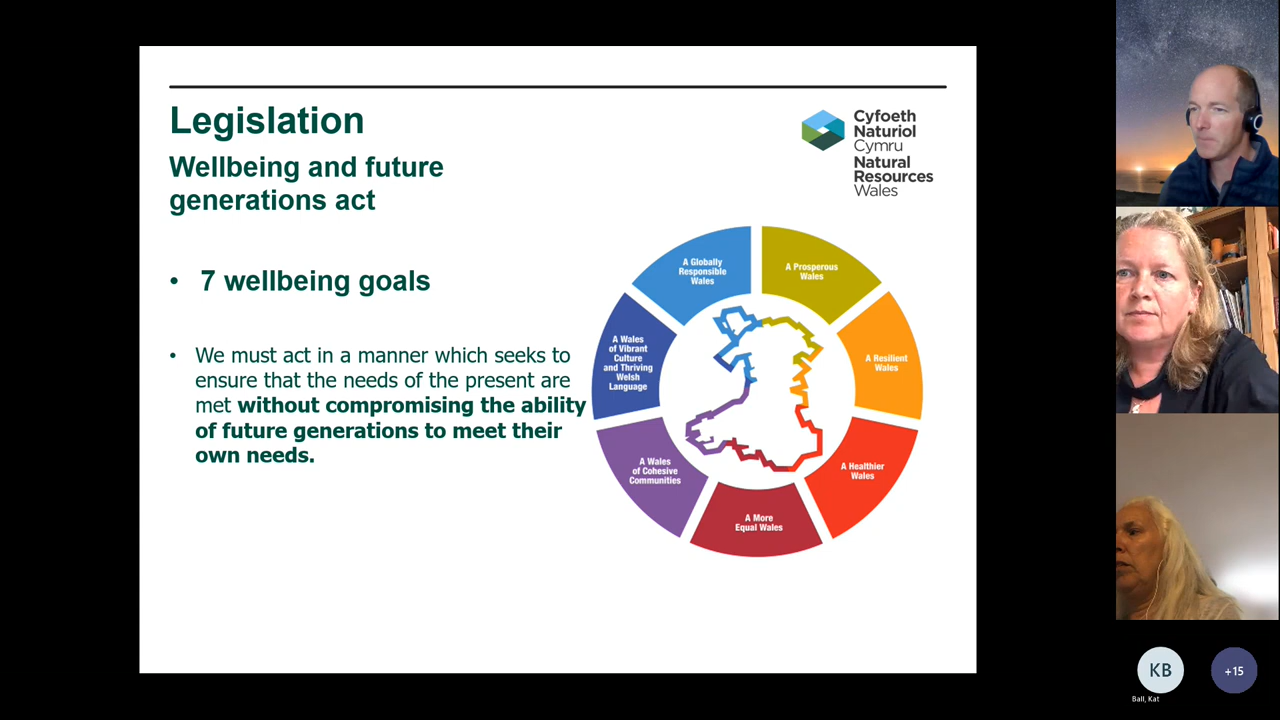 Legislation
Wellbeing and future
generations act
• 7 wellbeing goals
• We must act in a manner which seeks to
ensure that the needs of the present are
met without compromising the ability
of future generations to meet their
own needs.
Cyfoeth
Naturiol
Cymru
Natural
Resources
Wales
A Globally
Responsible
Wales
A Prosperous
Wales
A Resilient
Wales
A Healthier
Wales
A More
Equal Wales
A Wales
of Cohesive
Communities
A Wales
of Vibrant
Culture
and Thriving
Welsh
Language
KB
+15
Ball, Kat